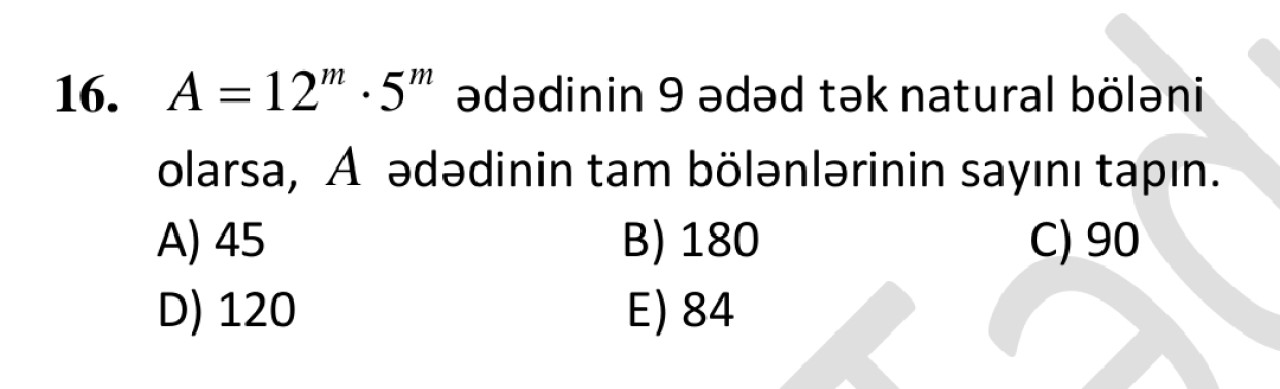 16. A = 12^m · 5^m ədədinin 9 ədəd tək natural böləni
olarsa, A ədədinin tam bölənlərinin sayını tapın.
A) 45 B) 180 C) 90
D) 120 E) 84